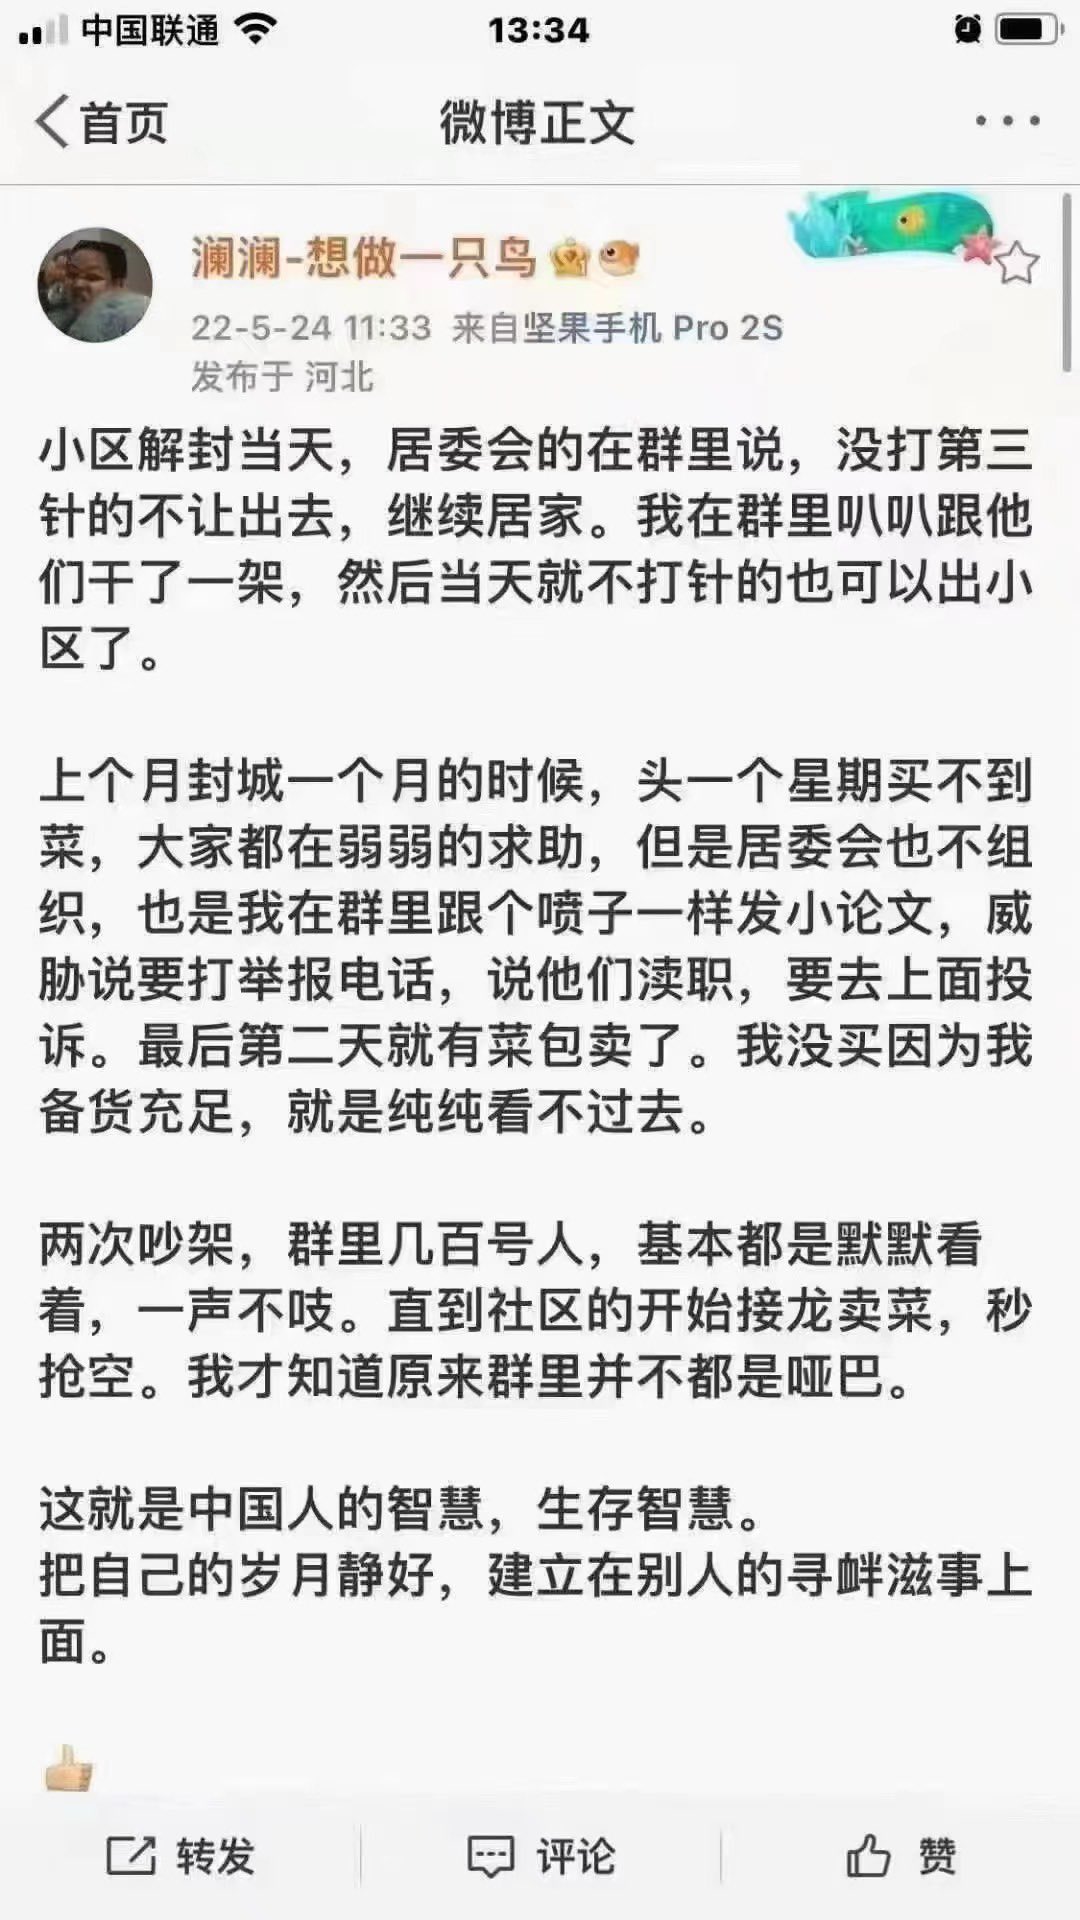 中国联通
13:34
首页
微博正文
澜澜-想做一只鸟
22-5-24 11:33 来自坚果手机 Pro 2S
发布于 河北
小区解封当天，居委会的在群里说，没打第三
针的不让出去，继续居家。我在群里叭叭跟他
们干了一架，然后当天就不打针的也可以出小
区了。
上个月封城一个月的时候，头一个星期买不到
菜，大家都在弱弱的求助，但是居委会也不组
织，也是我在群里跟个喷子一样发小论文，威
胁说要打举报电话，说他们渎职，要去上面投
诉。最后第二天就有菜包卖了。我没买因为我
备货充足，就是纯纯看不过去。
两次吵架，群里几百号人，基本都是默默看
着，一声不吱。直到社区的开始接龙卖菜，秒
抢空。我才知道原来群里并不都是哑巴。
这就是中国人的智慧，生存智慧。
把自己的岁月静好，建立在别人的寻衅滋事上
面。
转发
评论
赞